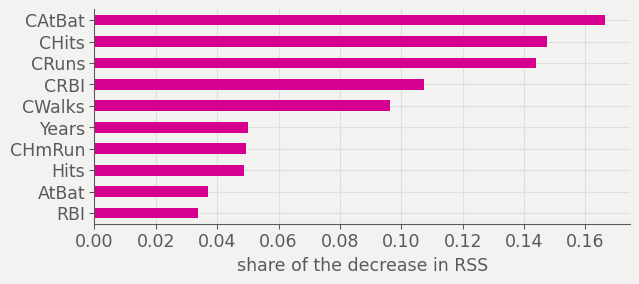 CAtBat
CHits
CRuns
CRBI
CWalks
Years
CHmRun
Hits
AtBat
RBI
0.00 0.02 0.04 0.06 0.08 0.10 0.12 0.14 0.16
share of the decrease in RSS